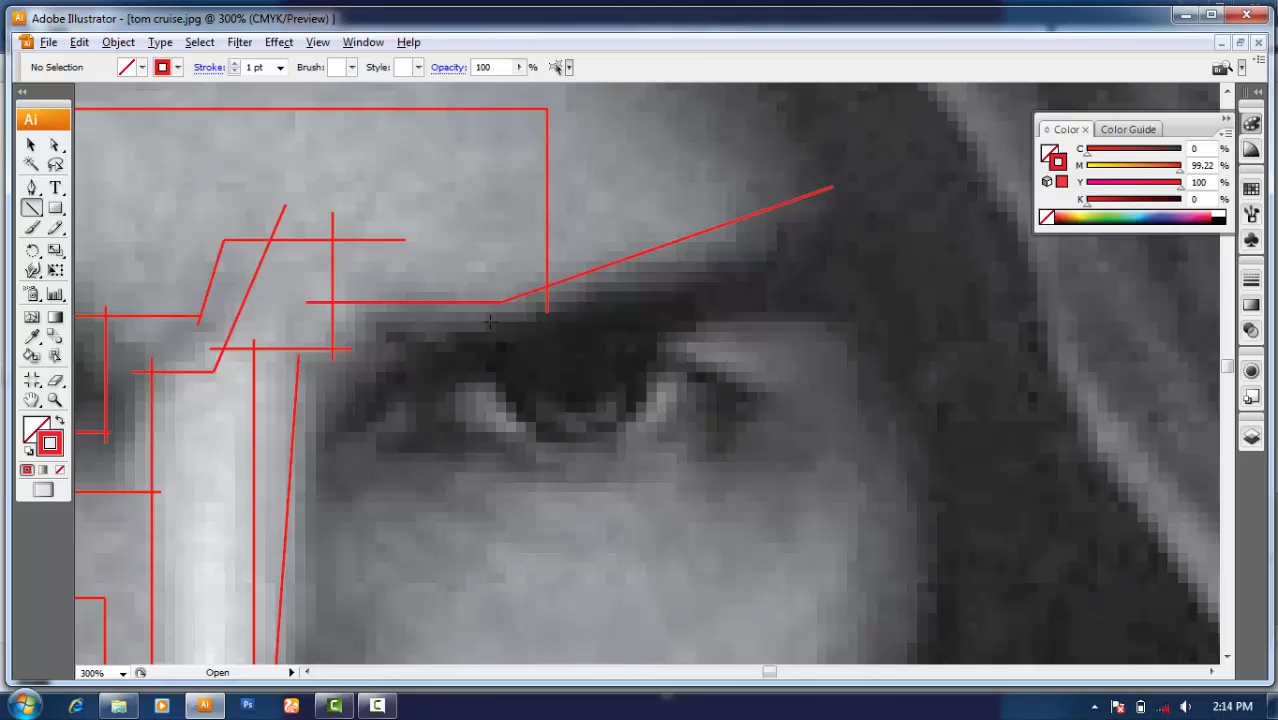 Adobe Illustrator - [tom cruise.jpg @ 300% (CMYK/Preview) ]
File Edit Object Type Select Filter Effect View Window Help
No Selection Stroke: 1 pt Brush: Style: Opacity: 100 %
Ai
Color Color Guide
C 0 %
M 99.22 %
Y 100 %
K 0 %
T
300% Open
Ai Ps C C 2:14 PM